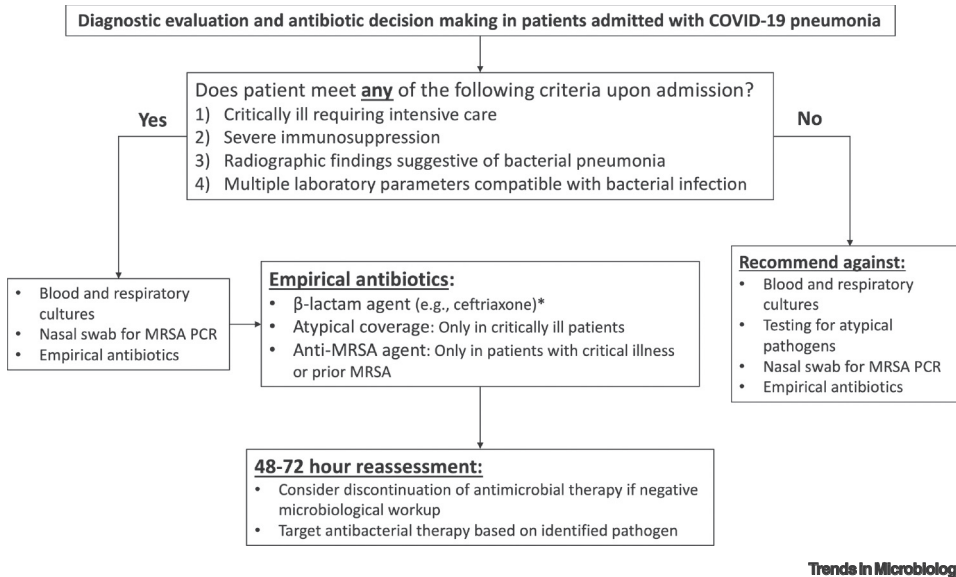 Diagnostic evaluation and antibiotic decision making in patients admitted with COVID-19 pneumonia
Does patient meet any of the following criteria upon admission?
1) Critically ill requiring intensive care
2) Severe immunosuppression
3) Radiographic findings suggestive of bacterial pneumonia
4) Multiple laboratory parameters compatible with bacterial infection
Yes
No
• Blood and respiratory
cultures
• Nasal swab for MRSA PCR
• Empirical antibiotics
Empirical antibiotics:
• β-lactam agent (e.g., ceftriaxone)*
• Atypical coverage: Only in critically ill patients
• Anti-MRSA agent: Only in patients with critical illness
or prior MRSA
Recommend against:
• Blood and respiratory
cultures
• Testing for atypical
pathogens
• Nasal swab for MRSA PCR
• Empirical antibiotics
48-72 hour reassessment:
• Consider discontinuation of antimicrobial therapy if negative
microbiological workup
• Target antibacterial therapy based on identified pathogen
Trends in Microbiolog